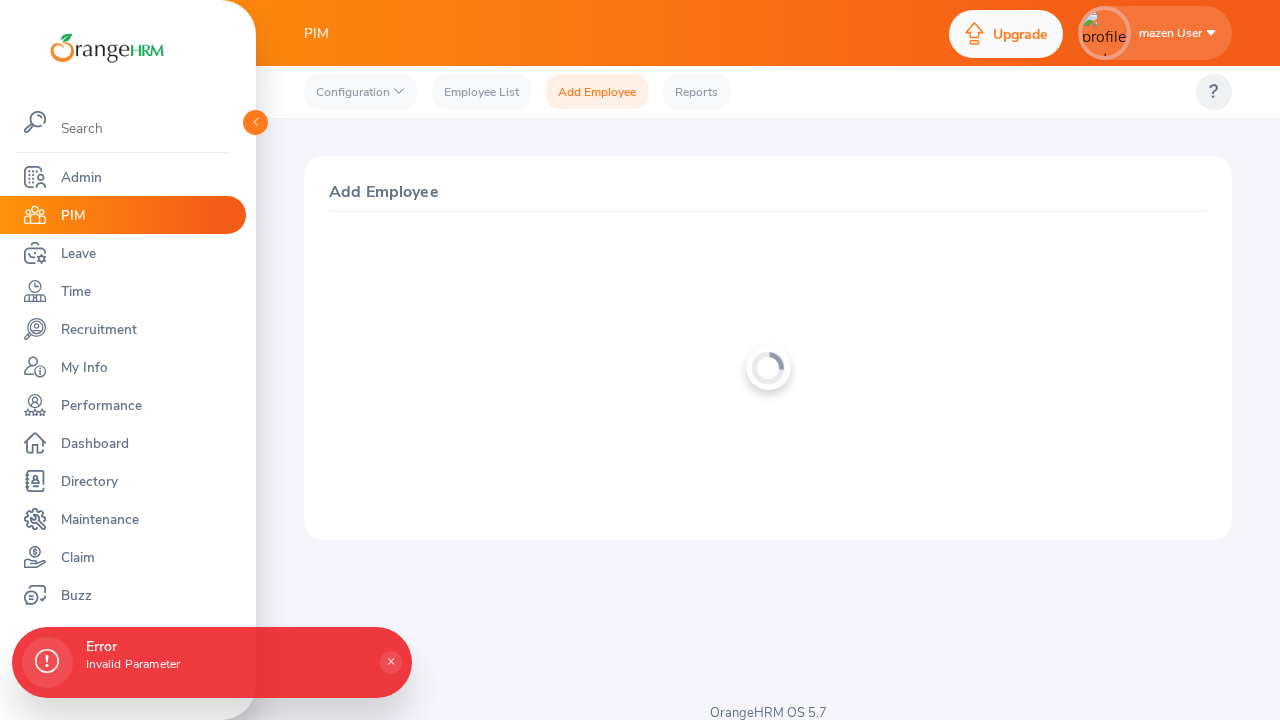 OrangeHRM
PIM
Upgrade
profile
mazen User
Configuration
Employee List
Add Employee
Reports
?
Search
Admin
PIM
Leave
Time
Recruitment
My Info
Performance
Dashboard
Directory
Maintenance
Claim
Buzz
Add Employee
Error
Invalid Parameter
OrangeHRM OS 5.7